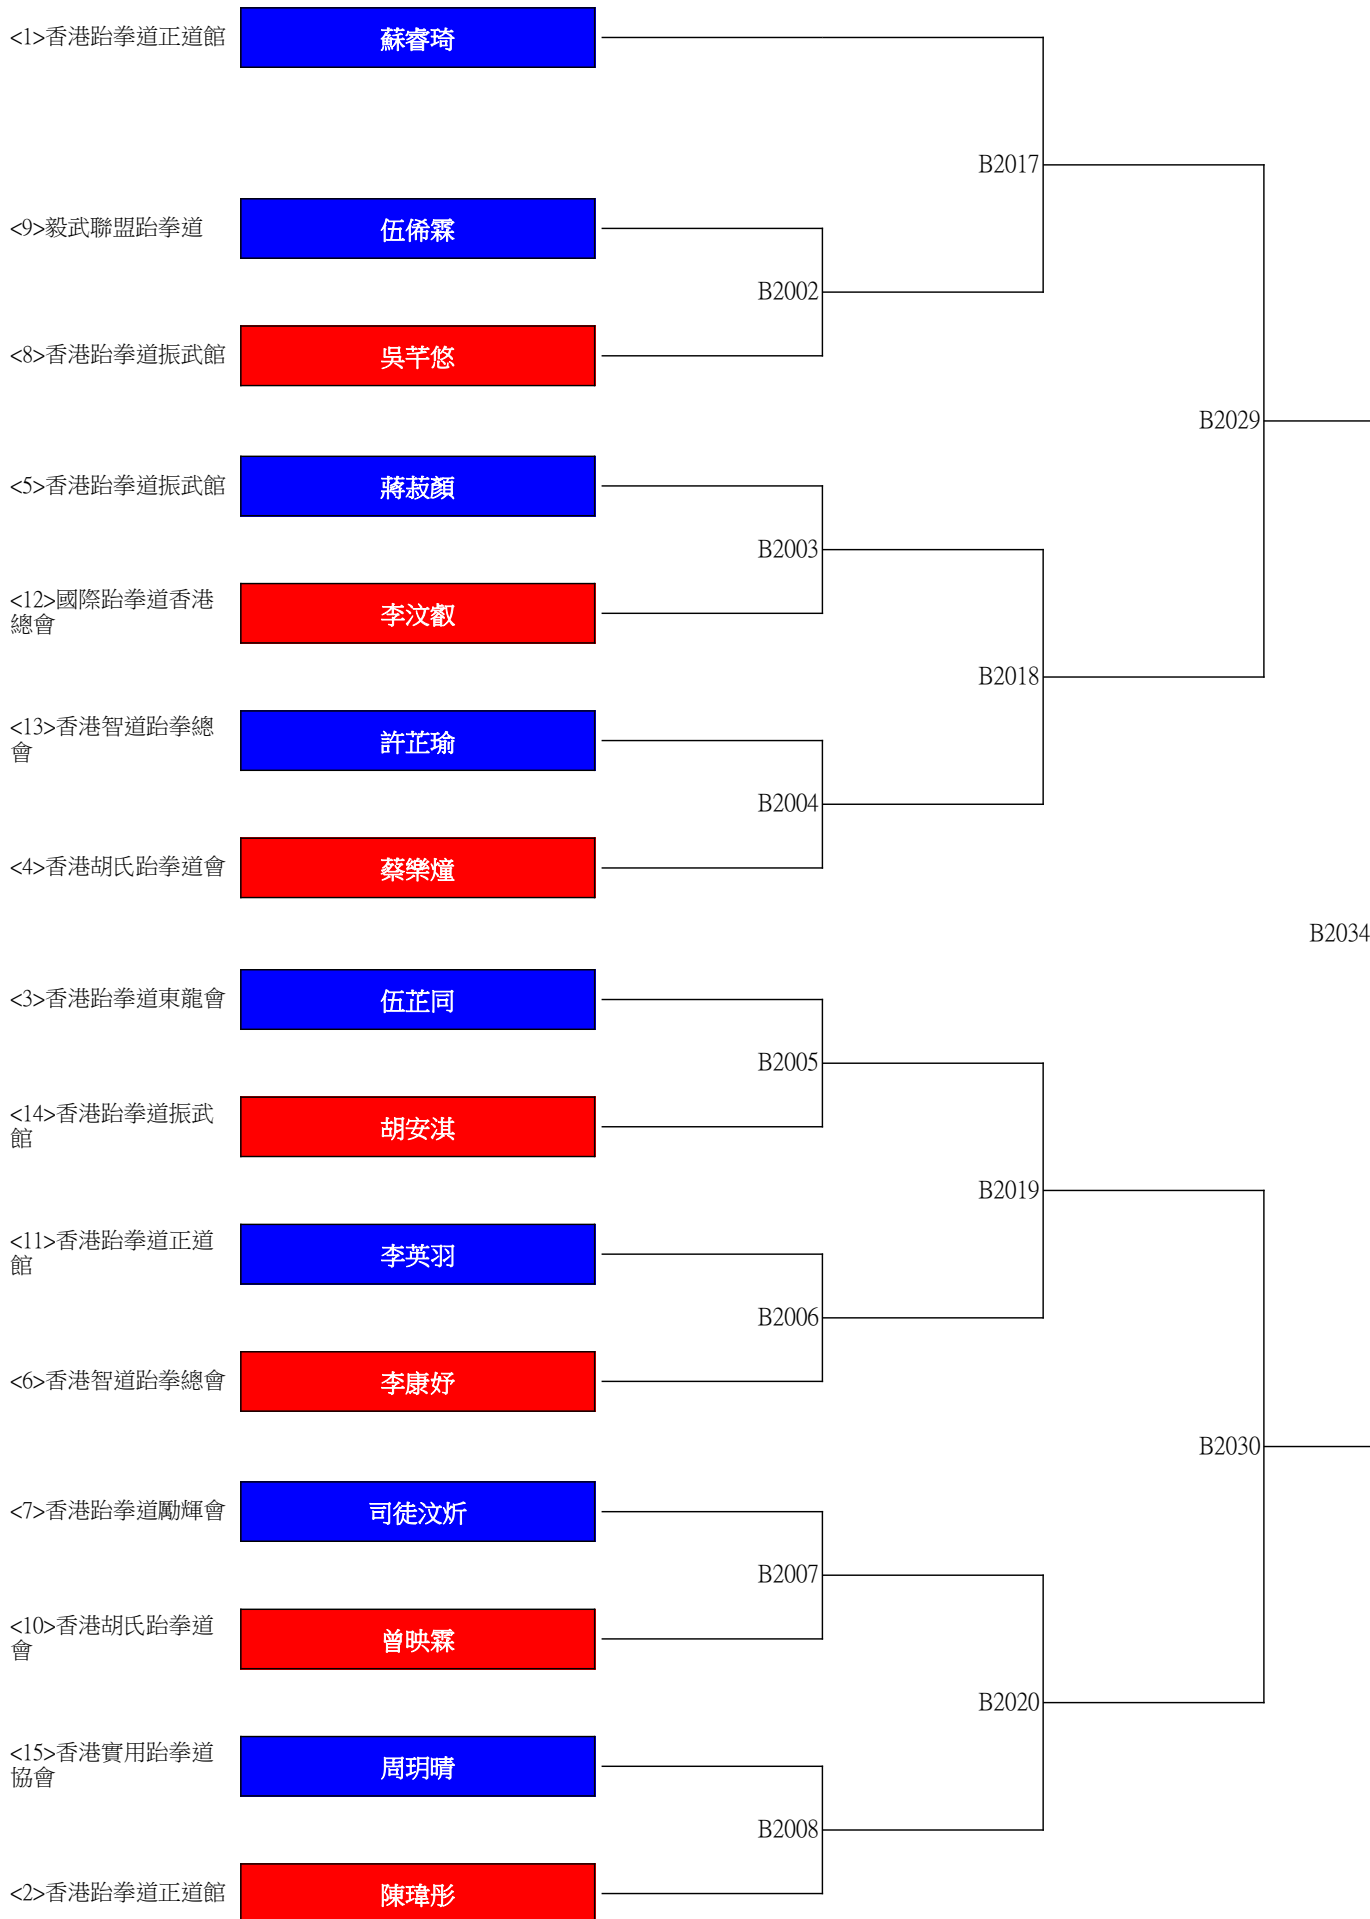 <1>香港跆拳道正道館
蘇睿琦
B2017
<9>毅武聯盟跆拳道
伍俙霖
B2002
<8>香港跆拳道振武館
吳芊悠
B2029
<5>香港跆拳道振武館
蔣菽顏
B2003
<12>國際跆拳道香港
總會
李汶叡
B2018
<13>香港智道跆拳總
會
許芷瑜
B2004
<4>香港胡氏跆拳道會
蔡樂燑
B2034
<3>香港跆拳道東龍會
伍芷同
B2005
<14>香港跆拳道振武
館
胡安淇
B2019
<11>香港跆拳道正道
館
李英羽
B2006
<6>香港智道跆拳總會
李康妤
B2030
<7>香港跆拳道勵輝會
司徒汶炘
B2007
<10>香港胡氏跆拳道
會
曾映霖
B2020
<15>香港實用跆拳道
協會
周玥晴
B2008
<2>香港跆拳道正道館
陳瑋彤